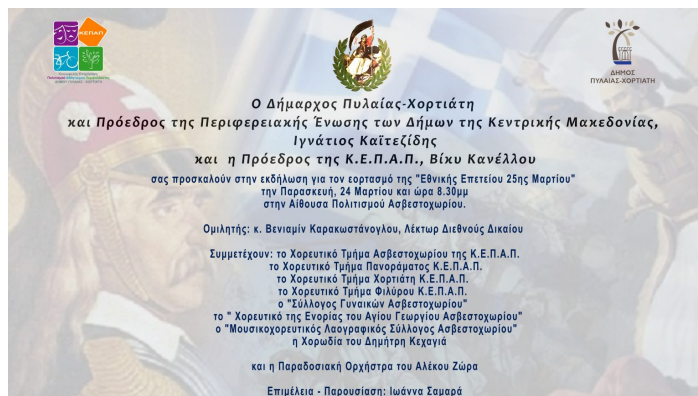 ΚΕΠΑΠ
ΔΗΜΟΣ
ΠΥΛΑΙΑΣ-ΧΟΡΤΙΑΤΗ
Ο Δήμαρχος Πυλαίας-Χορτιάτη
και Πρόεδρος της Περιφερειακής Ένωσης των Δήμων της Κεντρικής Μακεδονίας,
Ιγνάτιος Καϊτεζίδης
και η Πρόεδρος της Κ.Ε.Π.Α.Π., Βίκυ Κανέλλου
σας προσκαλούν στην εκδήλωση για τον εορτασμό της "Εθνικής Επετείου 25ης Μαρτίου"
την Παρασκευή, 24 Μαρτίου και ώρα 8.30μμ
στην Αίθουσα Πολιτισμού Ασβεστοχωρίου.
Ομιλητής: κ. Βενιαμίν Καρακωστάνογλου, Λέκτωρ Διεθνούς Δικαίου
Συμμετέχουν: το Χορευτικό Τμήμα Ασβεστοχωρίου της Κ.Ε.Π.Α.Π.
το Χορευτικό Τμήμα Πανοράματος Κ.Ε.Π.Α.Π.
το Χορευτικό Τμήμα Χορτιάτη Κ.Ε.Π.Α.Π.
το Χορευτικό Τμήμα Φιλύρου Κ.Ε.Π.Α.Π.
ο "Σύλλογος Γυναικών Ασβεστοχωρίου"
το " Χορευτικό της Ενορίας του Αγίου Γεωργίου Ασβεστοχωρίου"
ο "Μουσικοχορευτικός Λαογραφικός Σύλλογος Ασβεστοχωρίου"
η Χορωδία του Δημήτρη Κεχαγιά
και η Παραδοσιακή Ορχήστρα του Αλέκου Ζώρα
Επιμέλεια - Παρουσίαση: Ιωάννα Σαμαρά